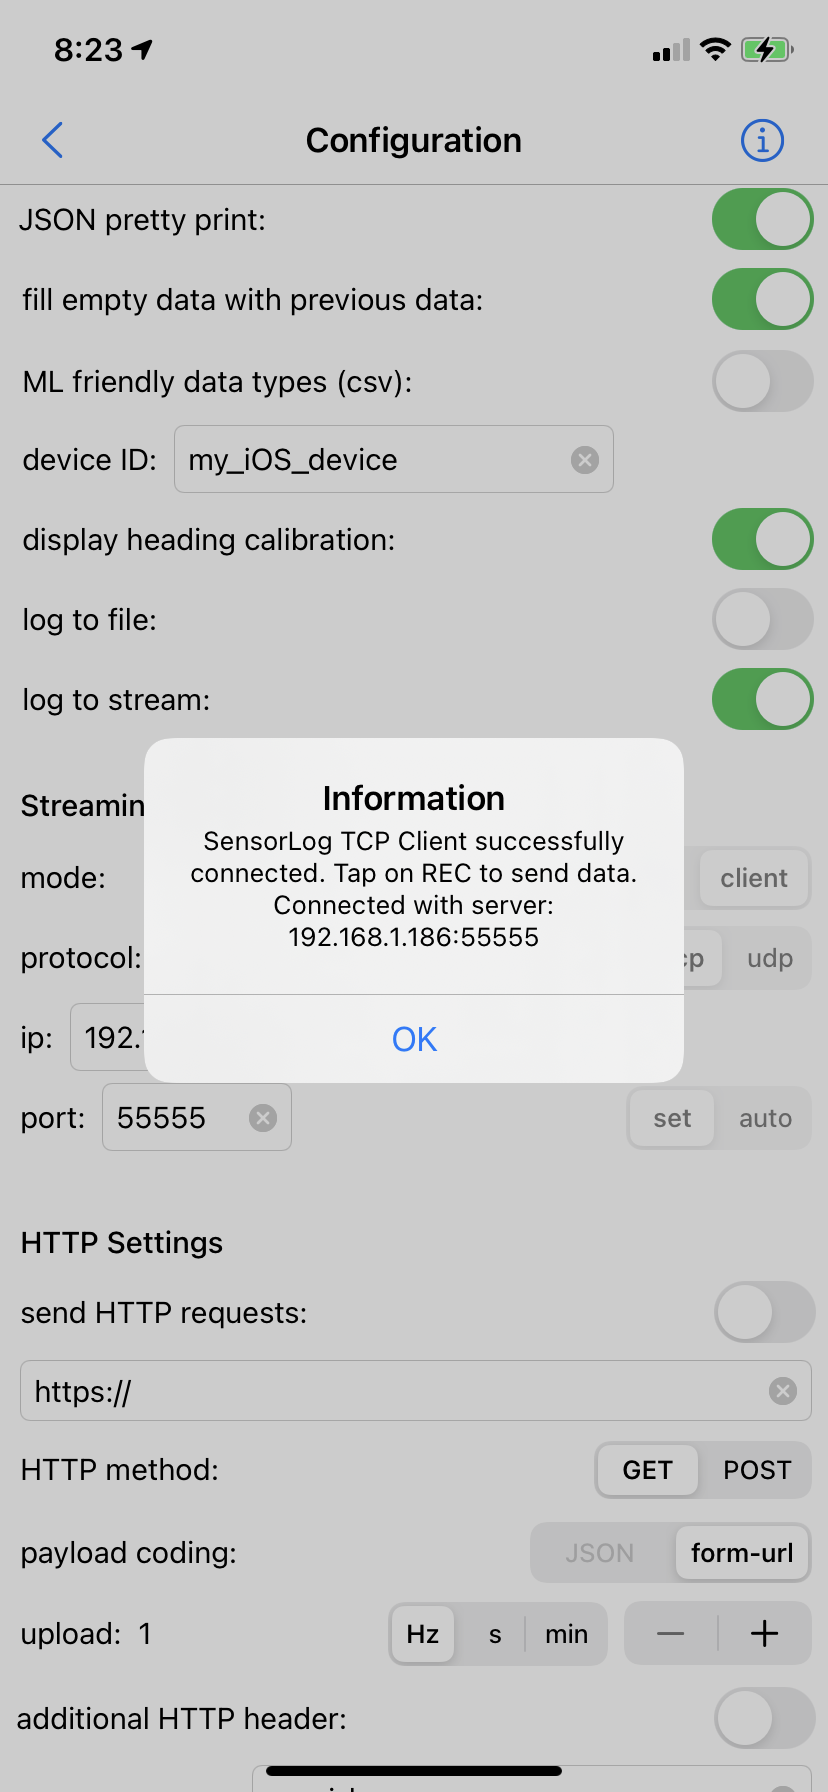 8:23
Configuration
JSON pretty print:
fill empty data with previous data:
ML friendly data types (csv):
device ID: my_iOS_device
display heading calibration:
log to file:
log to stream:
Streamin
Information
SensorLog TCP Client successfully
connected. Tap on REC to send data.
Connected with server:
192.168.1.186:55555
OK
mode: client
protocol: cp udp
ip: 192.1
port: 55555 set auto
HTTP Settings
send HTTP requests:
https://
HTTP method: GET POST
payload coding: JSON form-url
upload: 1 Hz s min — +
additional HTTP header: